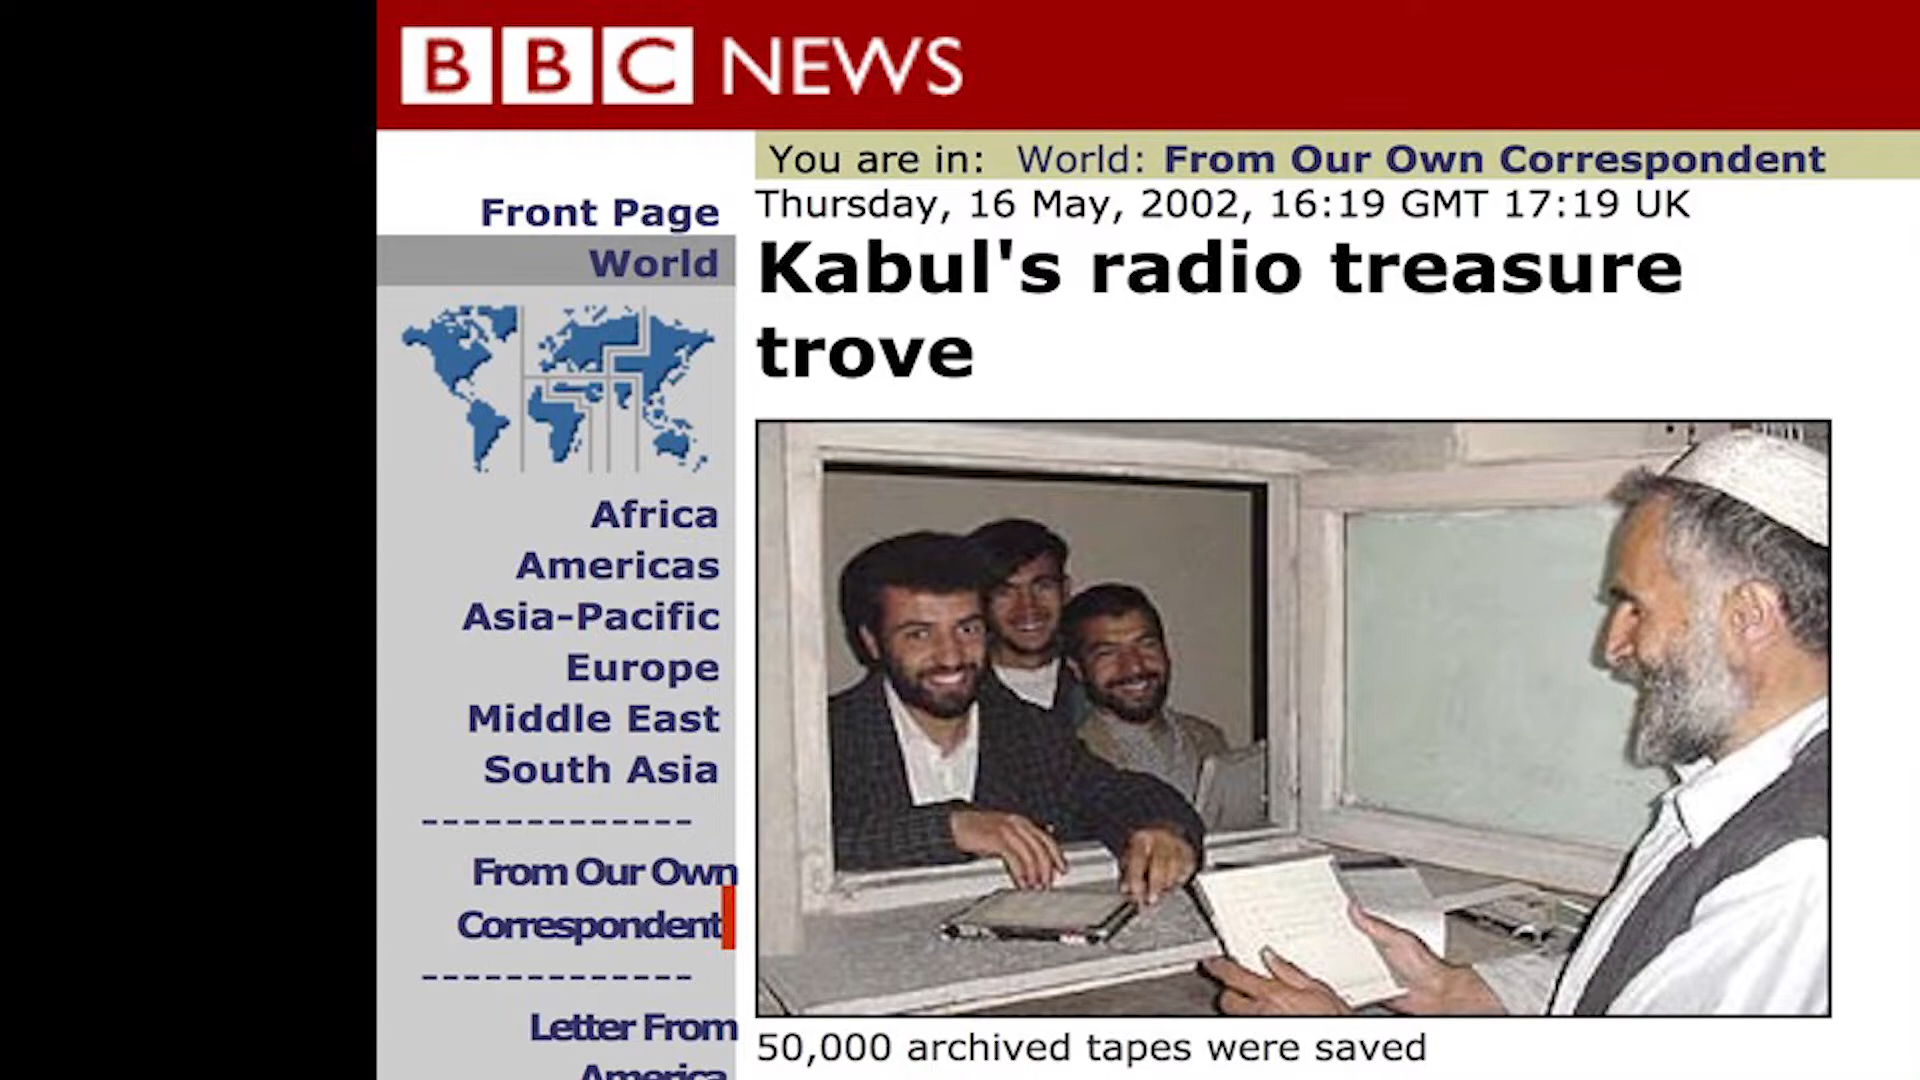 BBC NEWS
You are in: World: From Our Own Correspondent
Front Page
World
Africa
Americas
Asia-Pacific
Europe
Middle East
South Asia
-------------
From Our Own
Correspondent
-------------
Letter From
America
Thursday, 16 May, 2002, 16:19 GMT 17:19 UK
Kabul's radio treasure
trove
50,000 archived tapes were saved